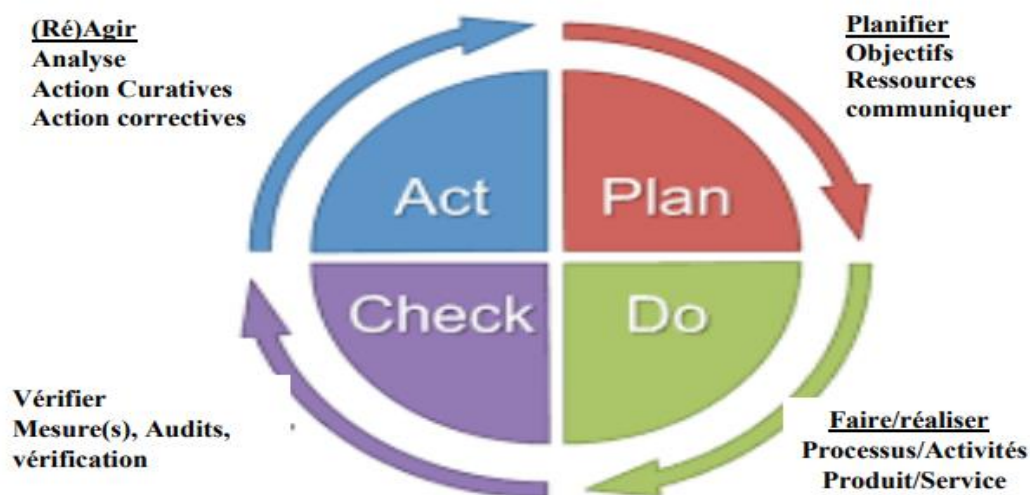 (Ré)Agir
Analyse
Action Curatives
Action correctives
Planifier
Objectifs
Ressources
communiquer
Act
Plan
Check
Do
Vérifier
Mesure(s), Audits,
vérification
Faire/réaliser
Processus/Activités
Produit/Service